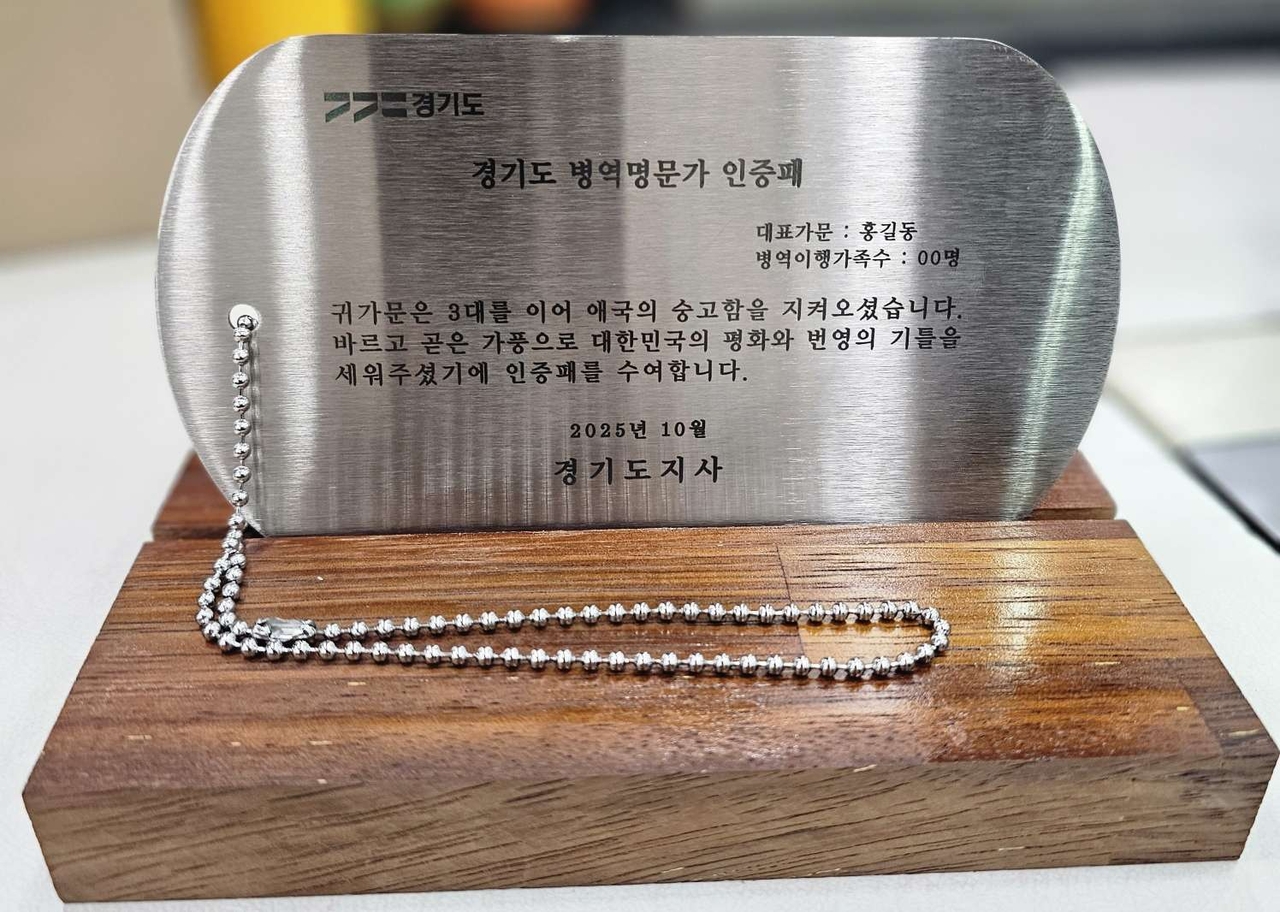 경기도
경기도 병역명문가 인증패
대표가문 : 홍길동
병역이행가족수 : 00명
귀가문은 3대를 이어 애국의 숭고함을 지켜오셨습니다.
바르고 곧은 가풍으로 대한민국의 평화와 번영의 기틀을
세워주셨기에 인증패를 수여합니다.
2025년 10월
경기도지사